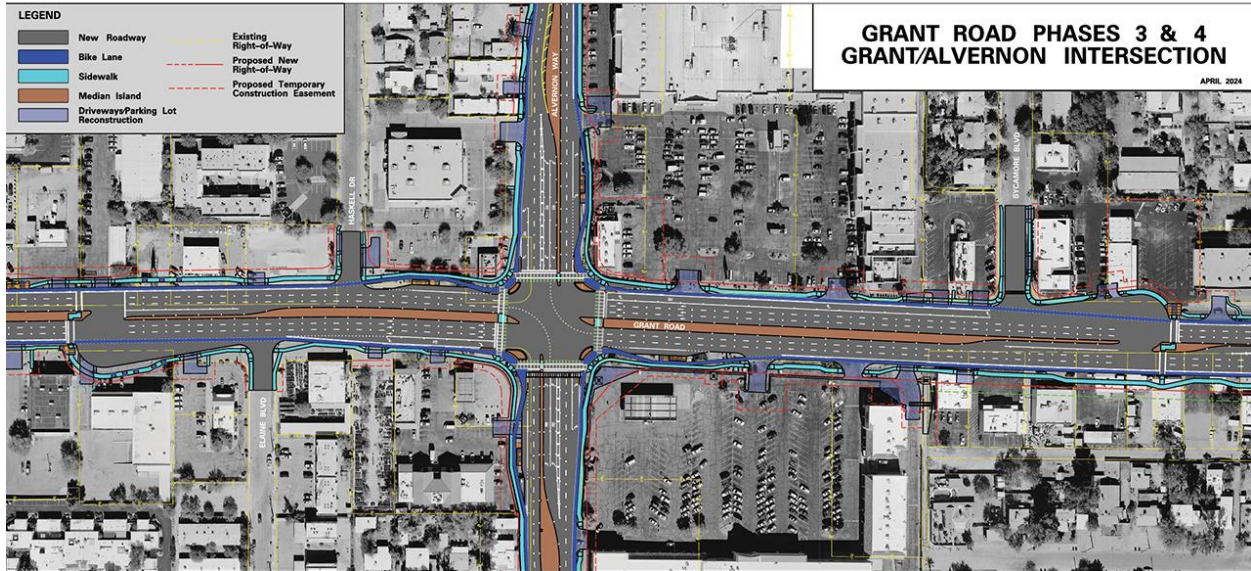 LEGEND
New Roadway
Bike Lane
Sidewalk
Median Island
Driveways/Parking Lot
Reconstruction
Existing
Right-of-Way
Proposed New
Right-of-Way
Proposed Temporary
Construction Easement
GRANT ROAD PHASES 3 & 4
GRANT/ALVERNON INTERSECTION
APRIL 2024
ALVERNON WAY
HASKELL DR
SYCAMORE BLVD
GRANT ROAD
ELAINE BLVD